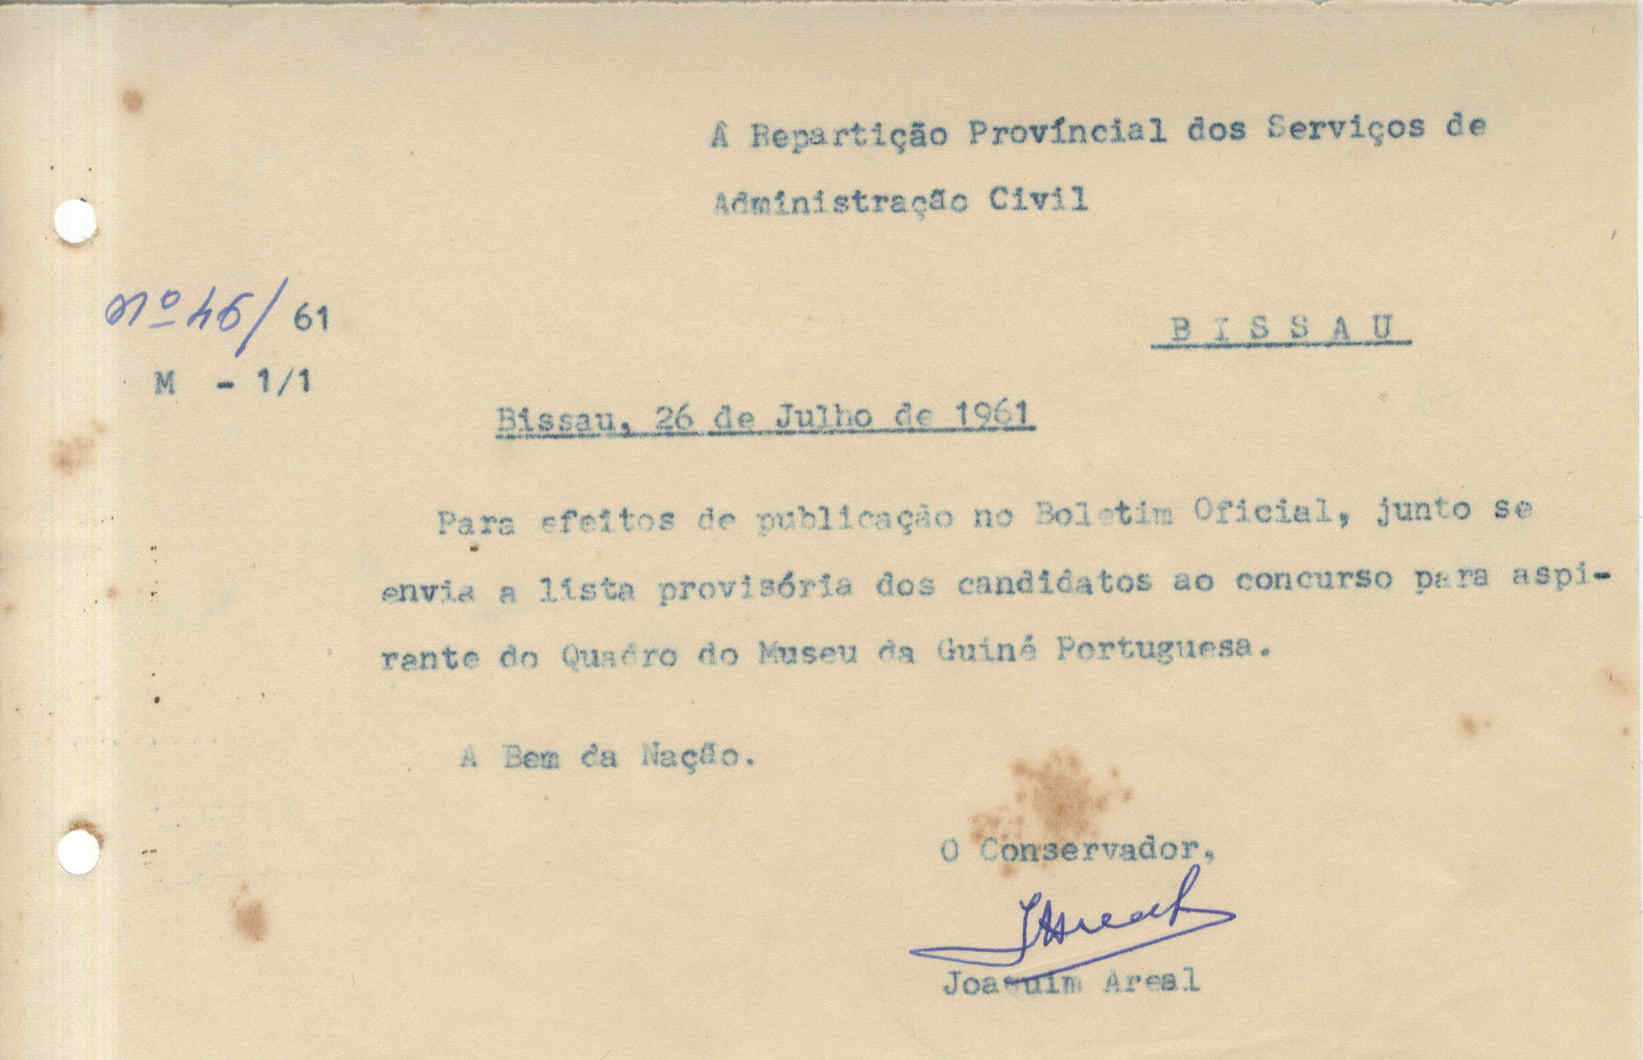 Á Repartição Províncial dos Serviços de
Administração Civil
Nº 46/ 61
B I S S A U
M - 1/1
Bissau, 26 de Julho de 1961
Para efeitos de publicação no Boletim Oficial, junto se
envia a lista provisória dos candidatos ao concurso para aspi-
rante do Quadro do Museu da Guiné Portuguesa.
A Bem da Nação.
O Conservador,
JAreal
Joaquim Areal